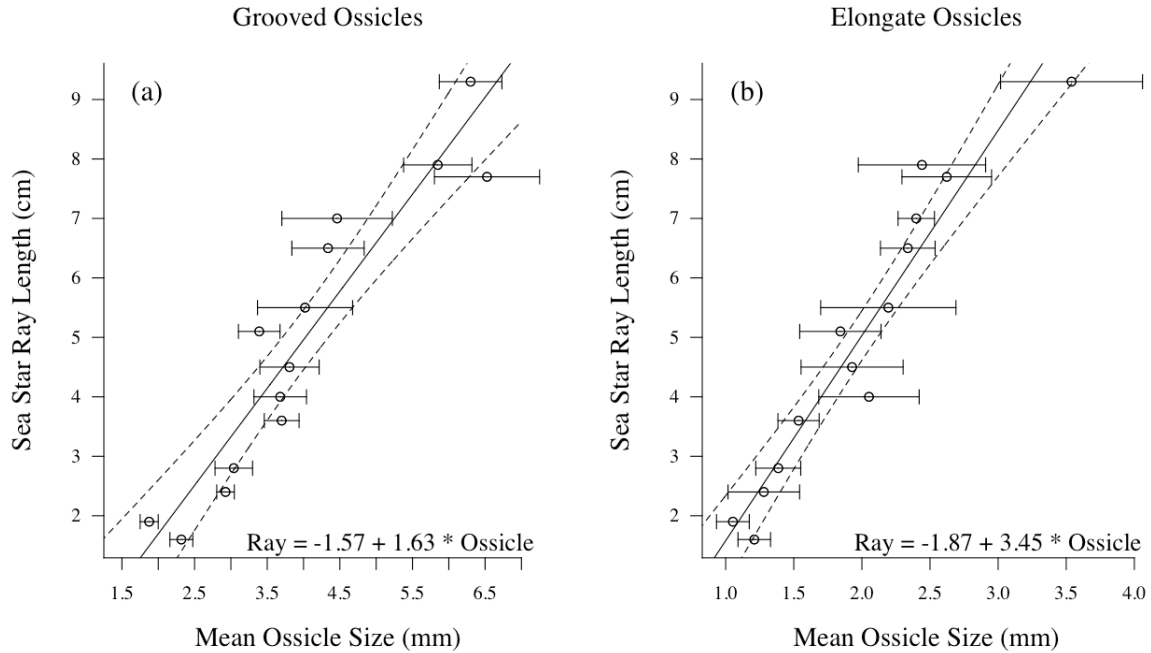 Grooved Ossicles
(a)
9
8
7
6
5
4
3
2
Sea Star Ray Length (cm)
Ray = -1.57 + 1.63 * Ossicle
1.5 2.5 3.5 4.5 5.5 6.5
Mean Ossicle Size (mm)
Elongate Ossicles
(b)
9
8
7
6
5
4
3
2
Sea Star Ray Length (cm)
Ray = -1.87 + 3.45 * Ossicle
1.0 1.5 2.0 2.5 3.0 3.5 4.0
Mean Ossicle Size (mm)